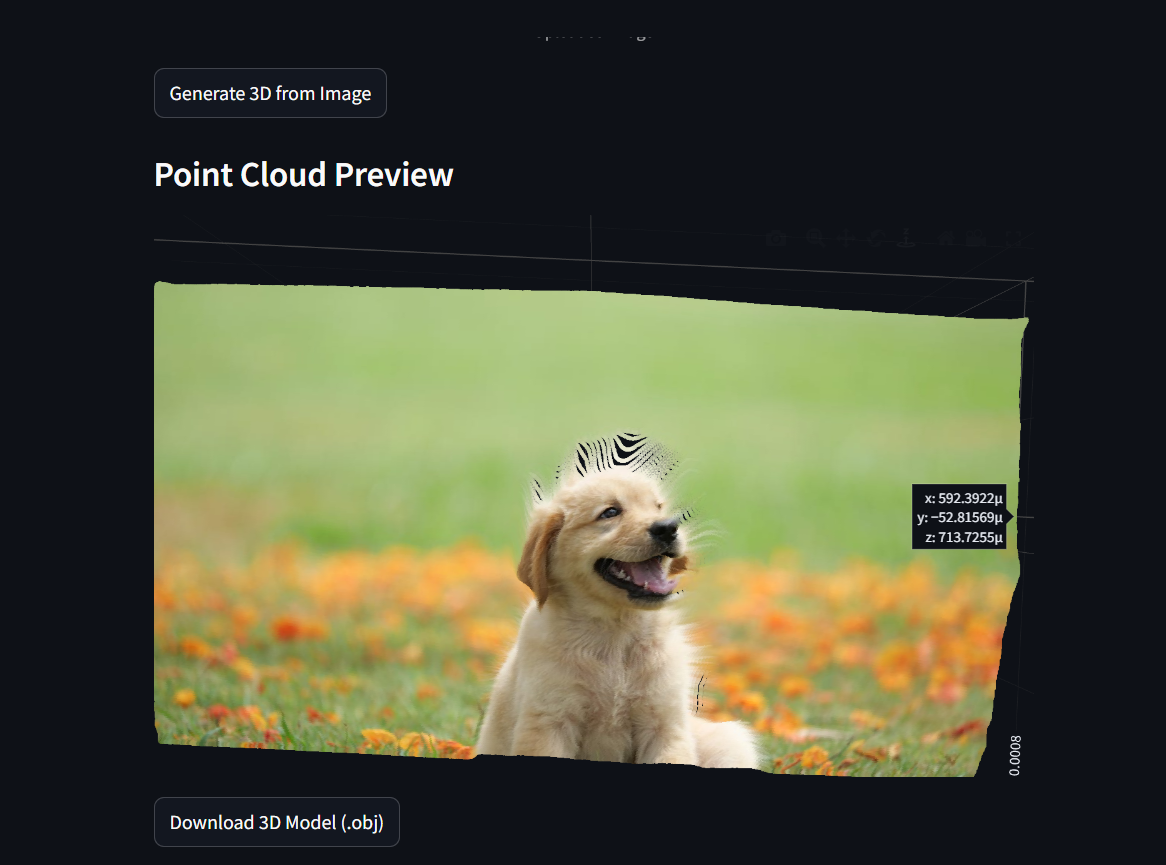 Generate 3D from Image
Point Cloud Preview
x: 592.3922μ
y: −52.81569μ
z: 713.7255μ
0.0008
Download 3D Model (.obj)